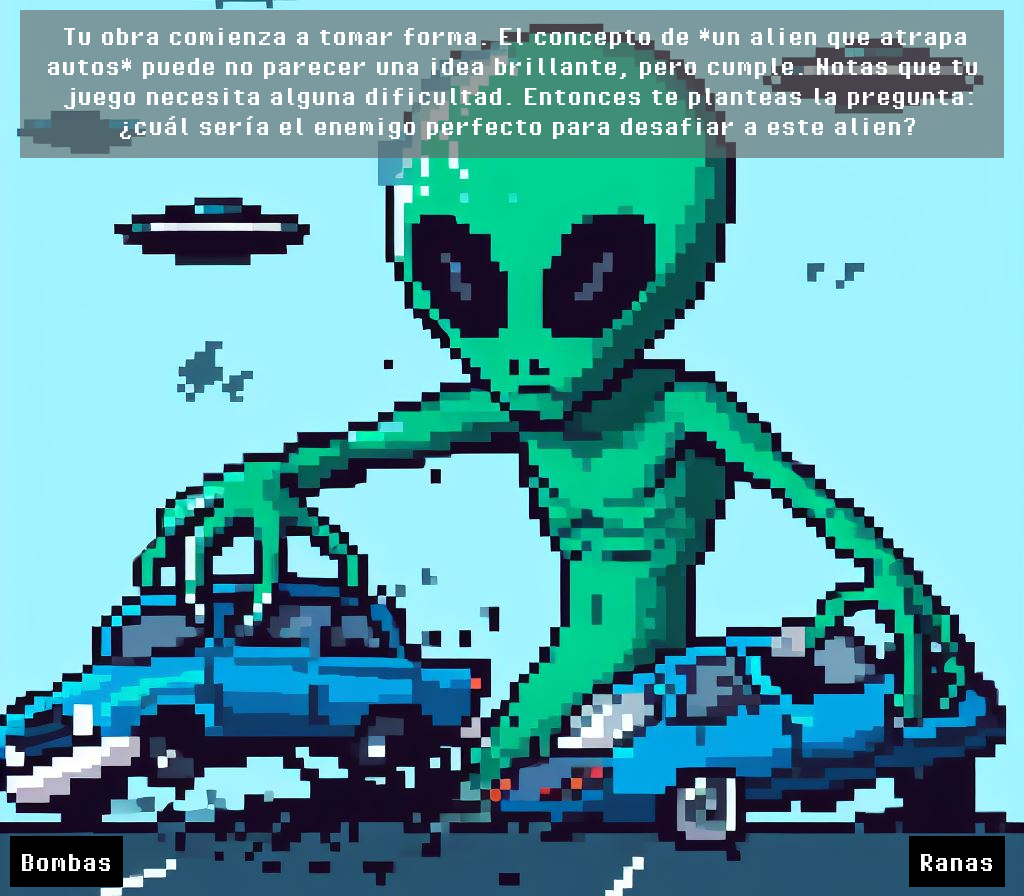 Tu obra comienza a tomar forma. El concepto de *un alien que atrapa
autos* puede no parecer una idea brillante, pero cumple. Notas que tu
juego necesita alguna dificultad. Entonces te planteas la pregunta:
¿cuál sería el enemigo perfecto para desafiar a este alien?
Bombas
Ranas